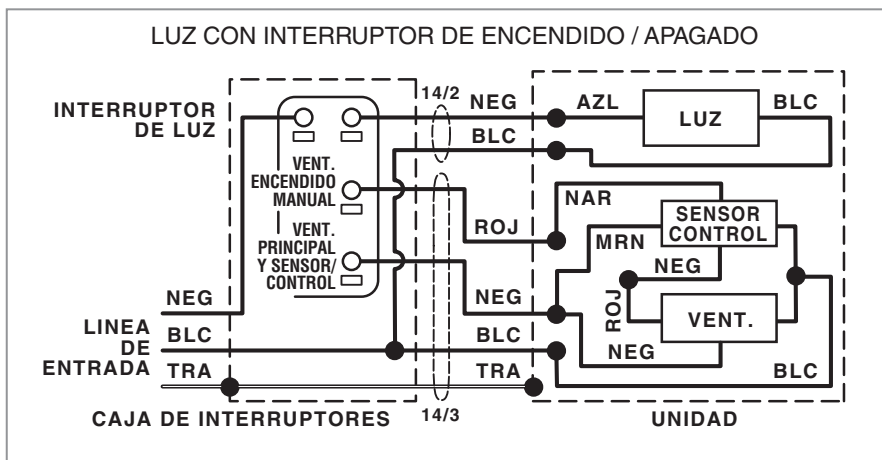 LUZ CON INTERRUPTOR DE ENCENDIDO / APAGADO
INTERRUPTOR
DE LUZ
VENT.
ENCENDIDO
MANUAL
VENT.
PRINCIPAL
Y SENSOR/
CONTROL
14/2
NEG
BLC
AZL
LUZ
BLC
ROJ
NAR
SENSOR
CONTROL
MRN
NEG
ROJ
VENT.
NEG
NEG
BLC
TRA
LINEA
DE
ENTRADA
NEG
BLC
TRA
BLC
CAJA DE INTERRUPTORES
14/3
UNIDAD